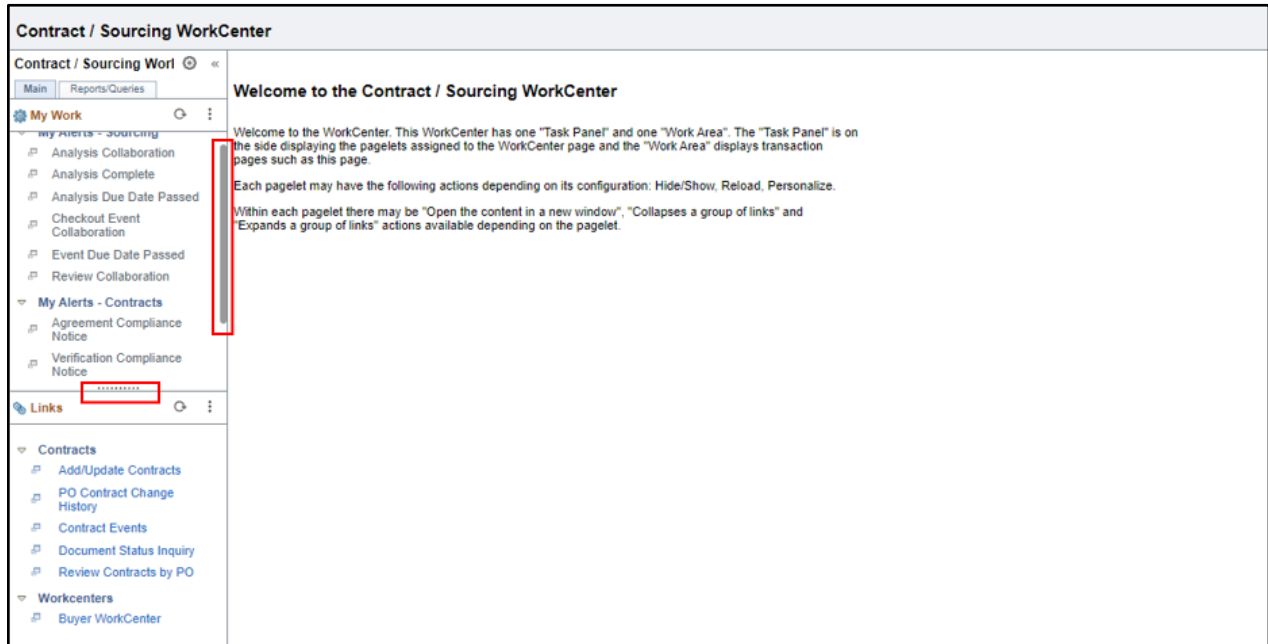 Contract / Sourcing WorkCenter
Contract / Sourcing Worl
Main
Reports/Queries
My Work
My Alerts - Sourcing
Analysis Collaboration
Analysis Complete
Analysis Due Date Passed
Checkout Event
Collaboration
Event Due Date Passed
Review Collaboration
My Alerts - Contracts
Agreement Compliance
Notice
Verification Compliance
Notice
Links
Contracts
Add/Update Contracts
PO Contract Change
History
Contract Events
Document Status Inquiry
Review Contracts by PO
Workcenters
Buyer WorkCenter
Welcome to the Contract / Sourcing WorkCenter
Welcome to the WorkCenter. This WorkCenter has one "Task Panel" and one "Work Area". The "Task Panel" is on
the side displaying the pagelets assigned to the WorkCenter page and the "Work Area" displays transaction
pages such as this page.
Each pagelet may have the following actions depending on its configuration: Hide/Show, Reload, Personalize.
Within each pagelet there may be "Open the content in a new window", "Collapses a group of links" and
"Expands a group of links" actions available depending on the pagelet.